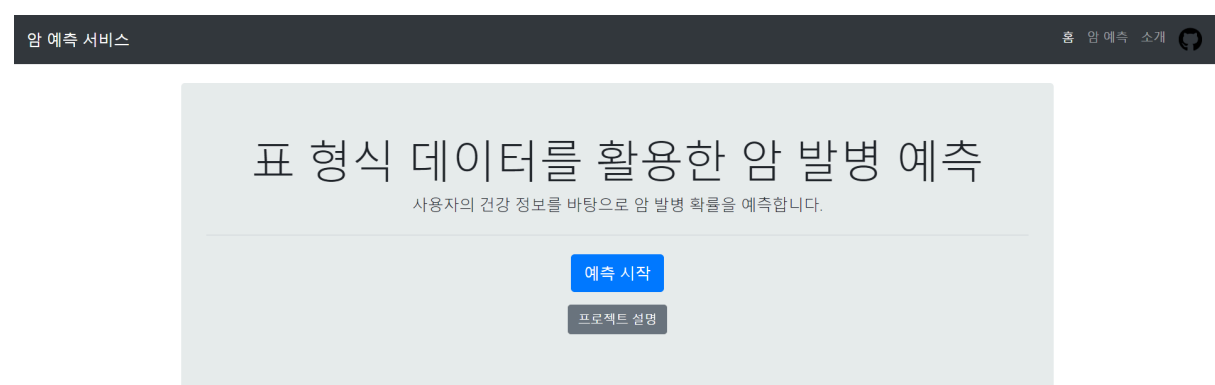 암 예측 서비스
홈 암 예측 소개
표 형식 데이터를 활용한 암 발병 예측
사용자의 건강 정보를 바탕으로 암 발병 확률을 예측합니다.
예측 시작
프로젝트 설명